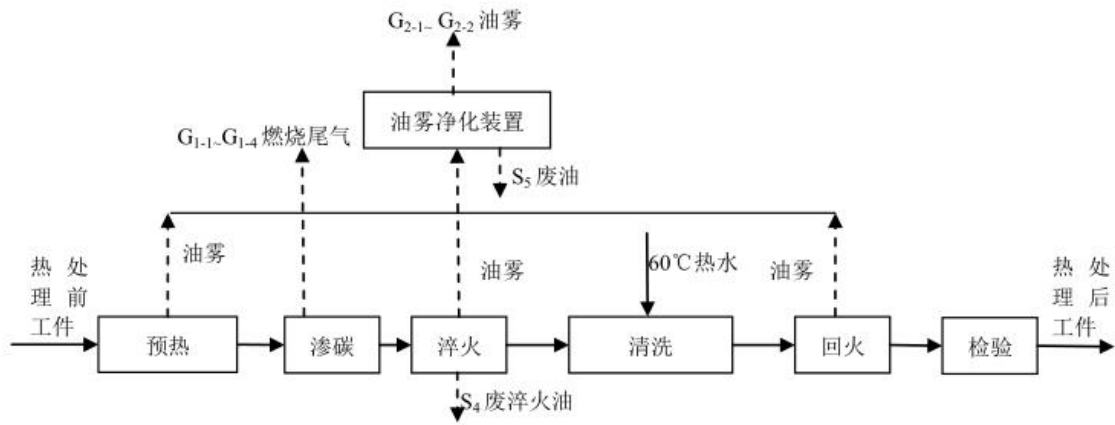 G2-1~ G2-2 油雾
油雾净化装置
G1-1~G1-4 燃烧尾气
S5 废油
油雾
油雾
60℃热水
油雾
热 处
理 前
工件
热 处
理 后
工件
预热
渗碳
淬火
清洗
回火
检验
S4 废淬火油